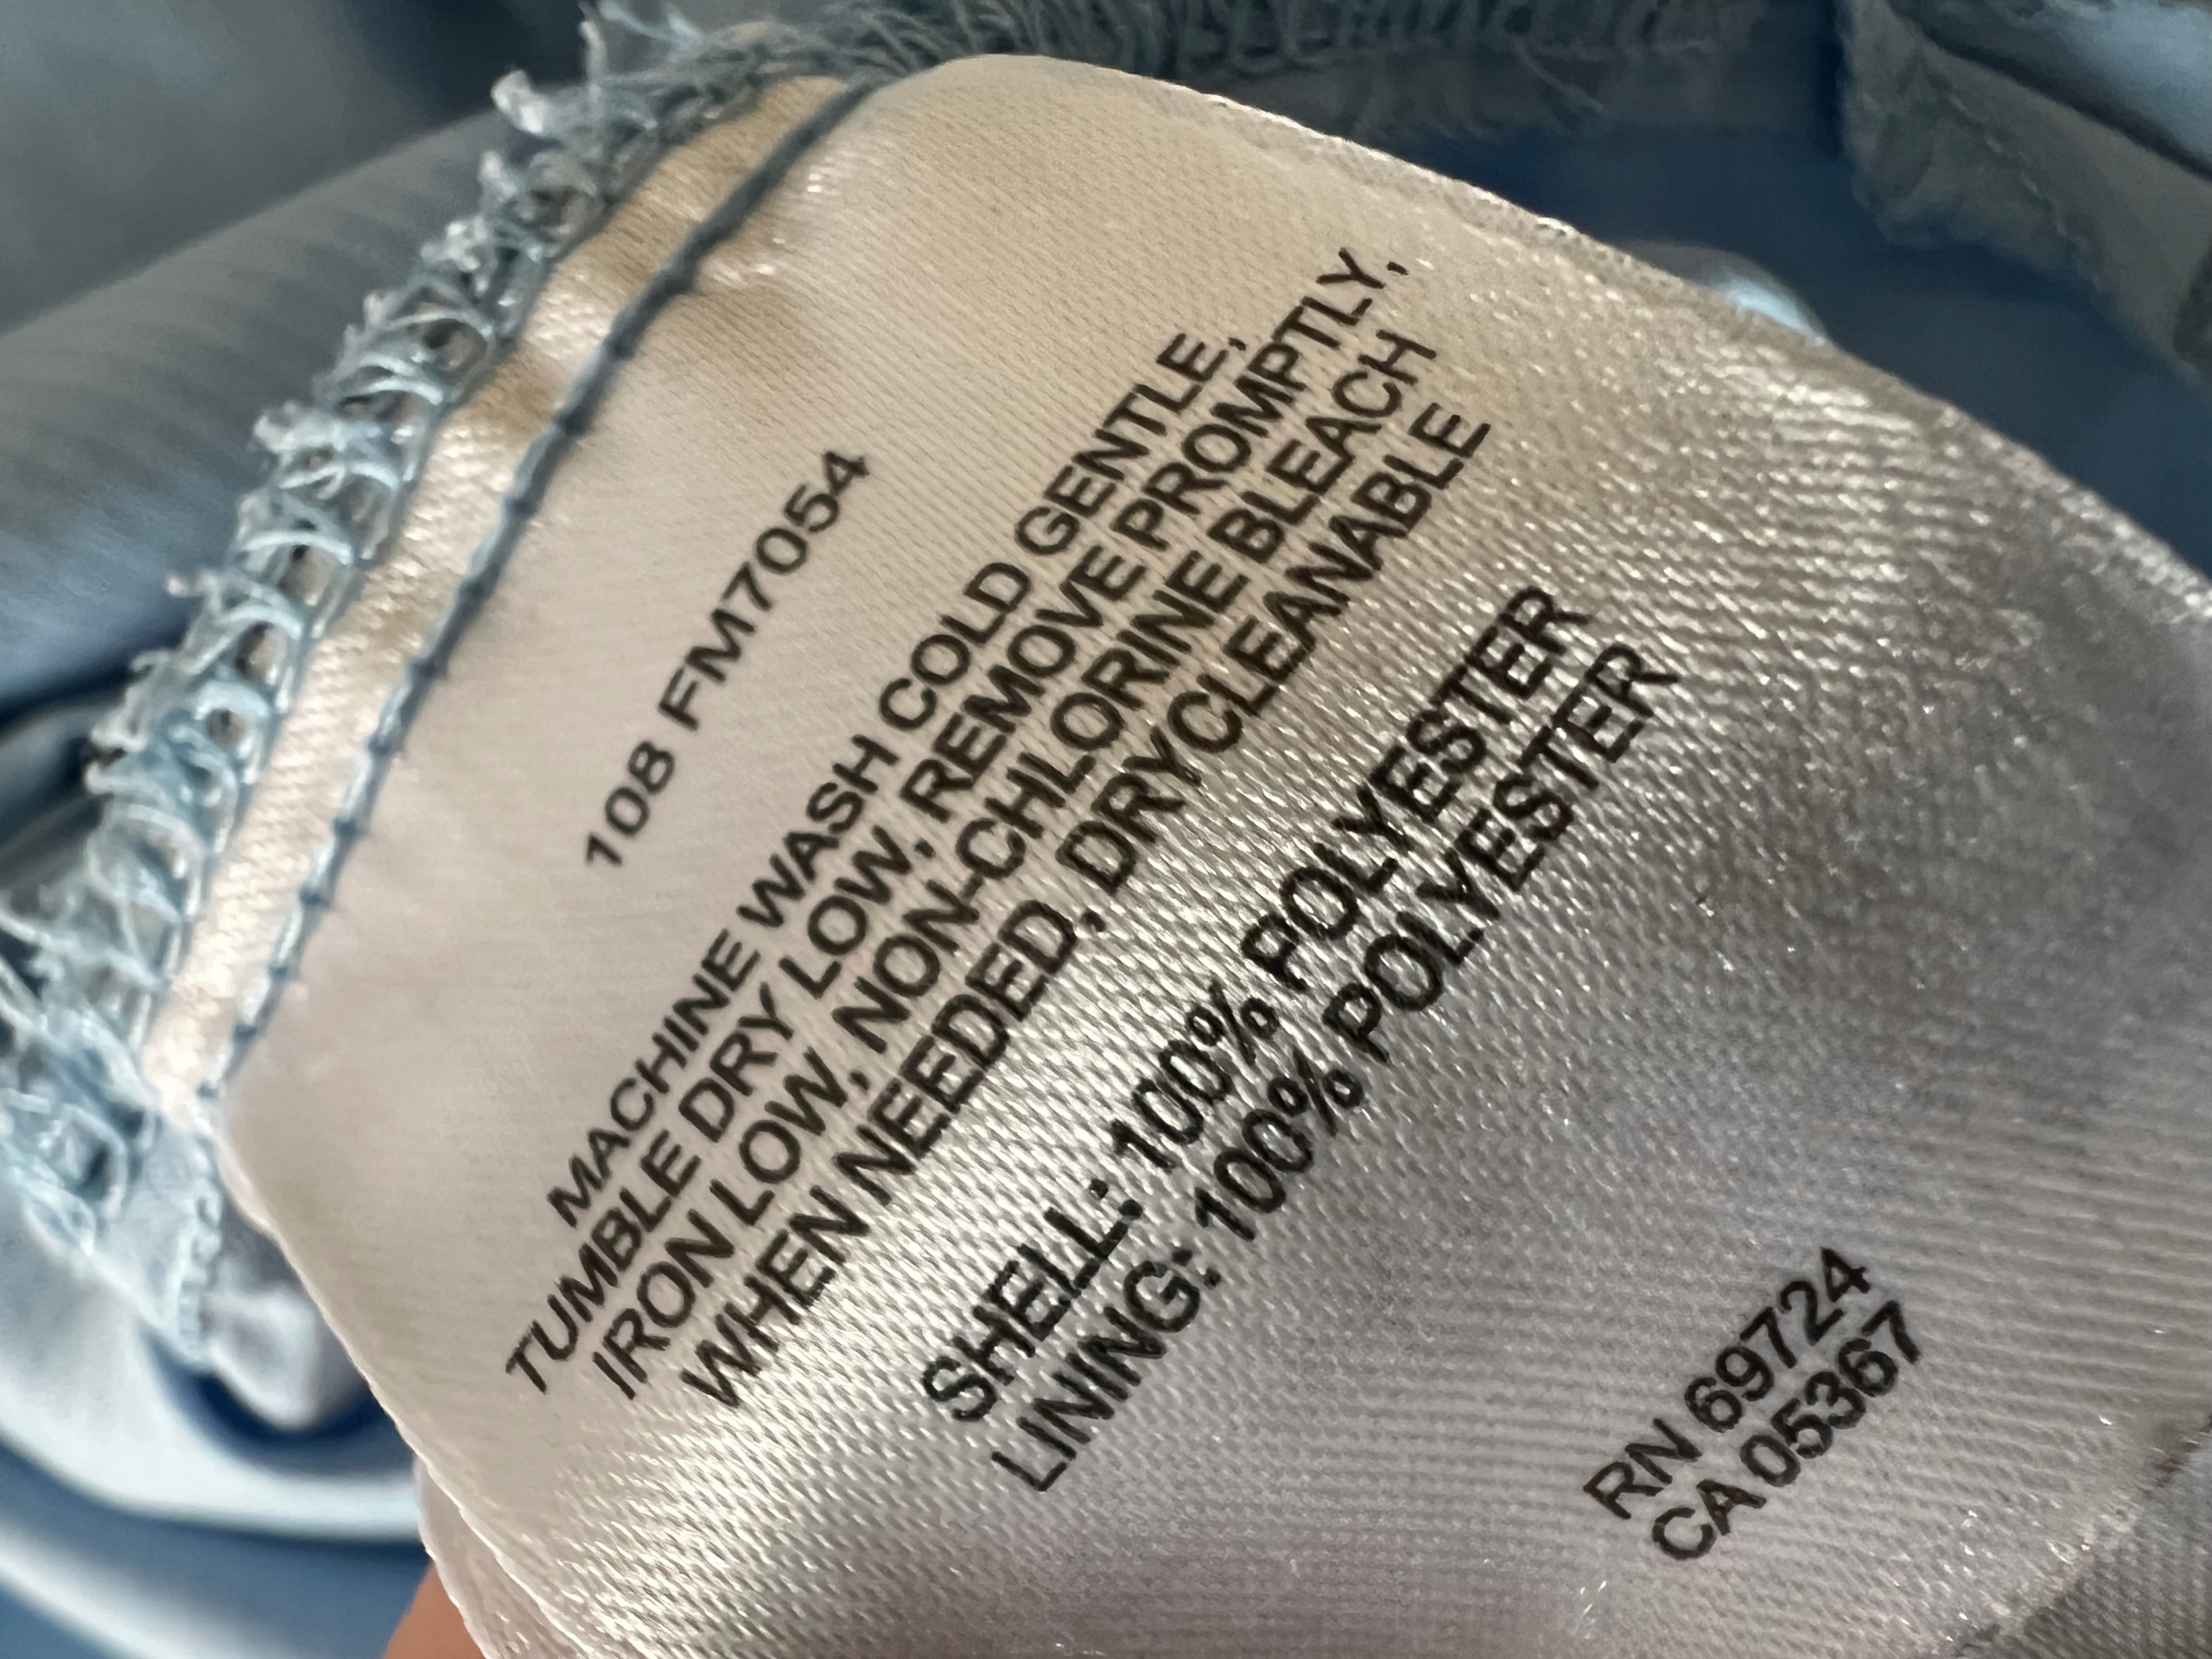 108 FM7054
MACHINE WASH COLD GENTLE,
TUMBLE DRY LOW, REMOVE PROMPTLY,
IRON LOW, NON-CHLORINE BLEACH
WHEN NEEDED, DRYCLEANABLE
SHELL: 100% POLYESTER
LINING: 100% POLYESTER
RN 69724
CA 05367